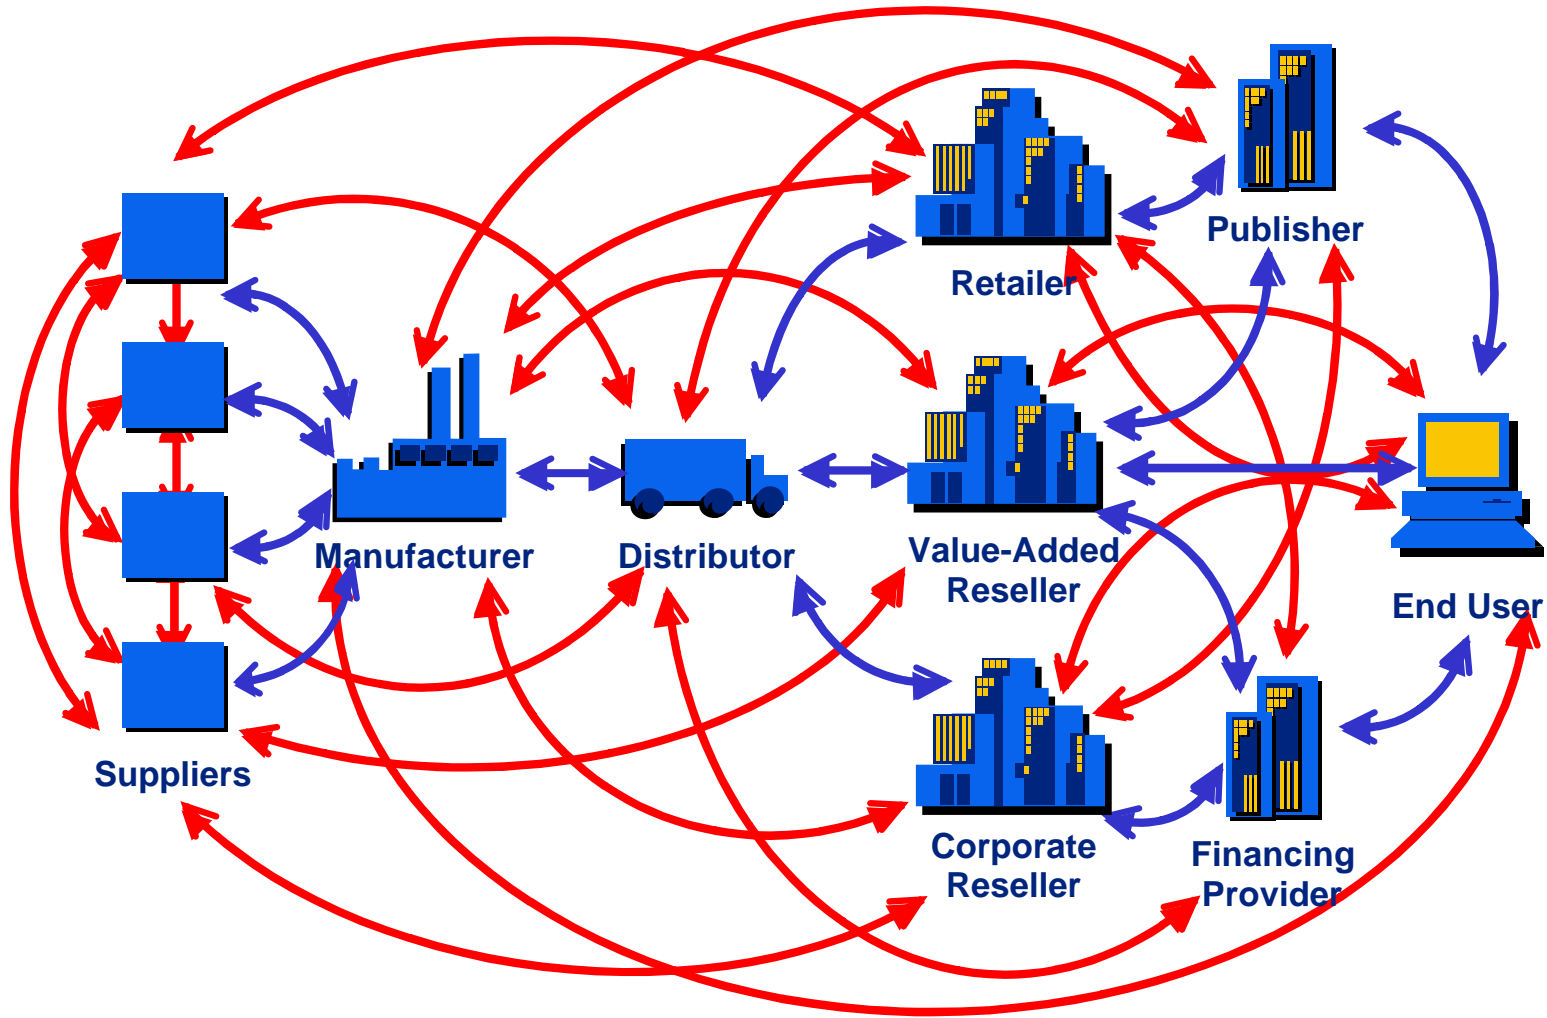 Publisher
Retailer
Manufacturer
Distributor
Value-Added
Reseller
End User
Suppliers
Corporate
Reseller
Financing
Provider